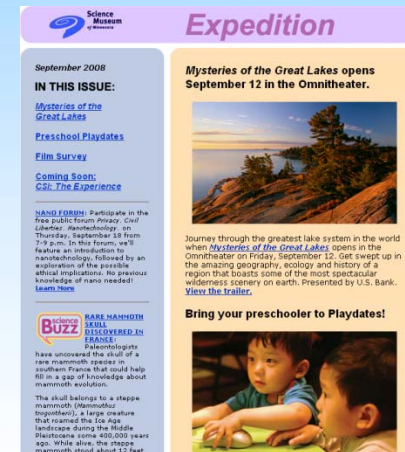 Science
Museum
of Minnesota
Expedition
September 2008
IN THIS ISSUE:
Mysteries of the
Great Lakes
Preschool Playdates
Film Survey
Coming Soon:
CSI: The Experience
NANO FORUM: Participate in the
free public forum Privacy. Civil
Liberties. Nanotechnology. on
Thursday, September 18 from
7-9 p.m. In this forum, we'll
feature an introduction to
nanotechnology, followed by an
exploration of the possible
ethical implications. No previous
knowledge of nano needed!
Learn More
science
BUZZ
RARE MAMMOTH
SKULL
DISCOVERED IN
FRANCE:
Paleontologists
have uncovered the skull of a
rare mammoth species in
southern France that could help
fill in a gap of knowledge about
mammoth evolution.
The skull belongs to a steppe
mammoth (Mammuthus
trogontherii), a large creature
that roamed the Ice Age
landscape during the Middle
Pleistocene some 400,000 years
ago. While alive, the steppe
mammoth stood about 12 feet
Mysteries of the Great Lakes opens
September 12 in the Omnitheater.
Journey through the greatest lake system in the world
when Mysteries of the Great Lakes opens in the
Omnitheater on Friday, September 12. Get swept up in
the amazing geography, ecology and history of a
region that boasts some of the most spectacular
wilderness scenery on earth. Presented by U.S. Bank.
View the trailer.
Bring your preschooler to Playdates!